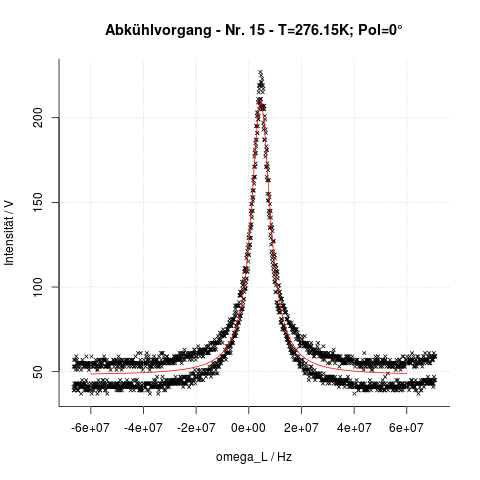 Abkühlvorgang - Nr. 15 - T=276.15K; Pol=0°
Intensität / V
200
150
100
50
-6e+07 -4e+07 -2e+07 0e+00 2e+07 4e+07 6e+07
omega_L / Hz